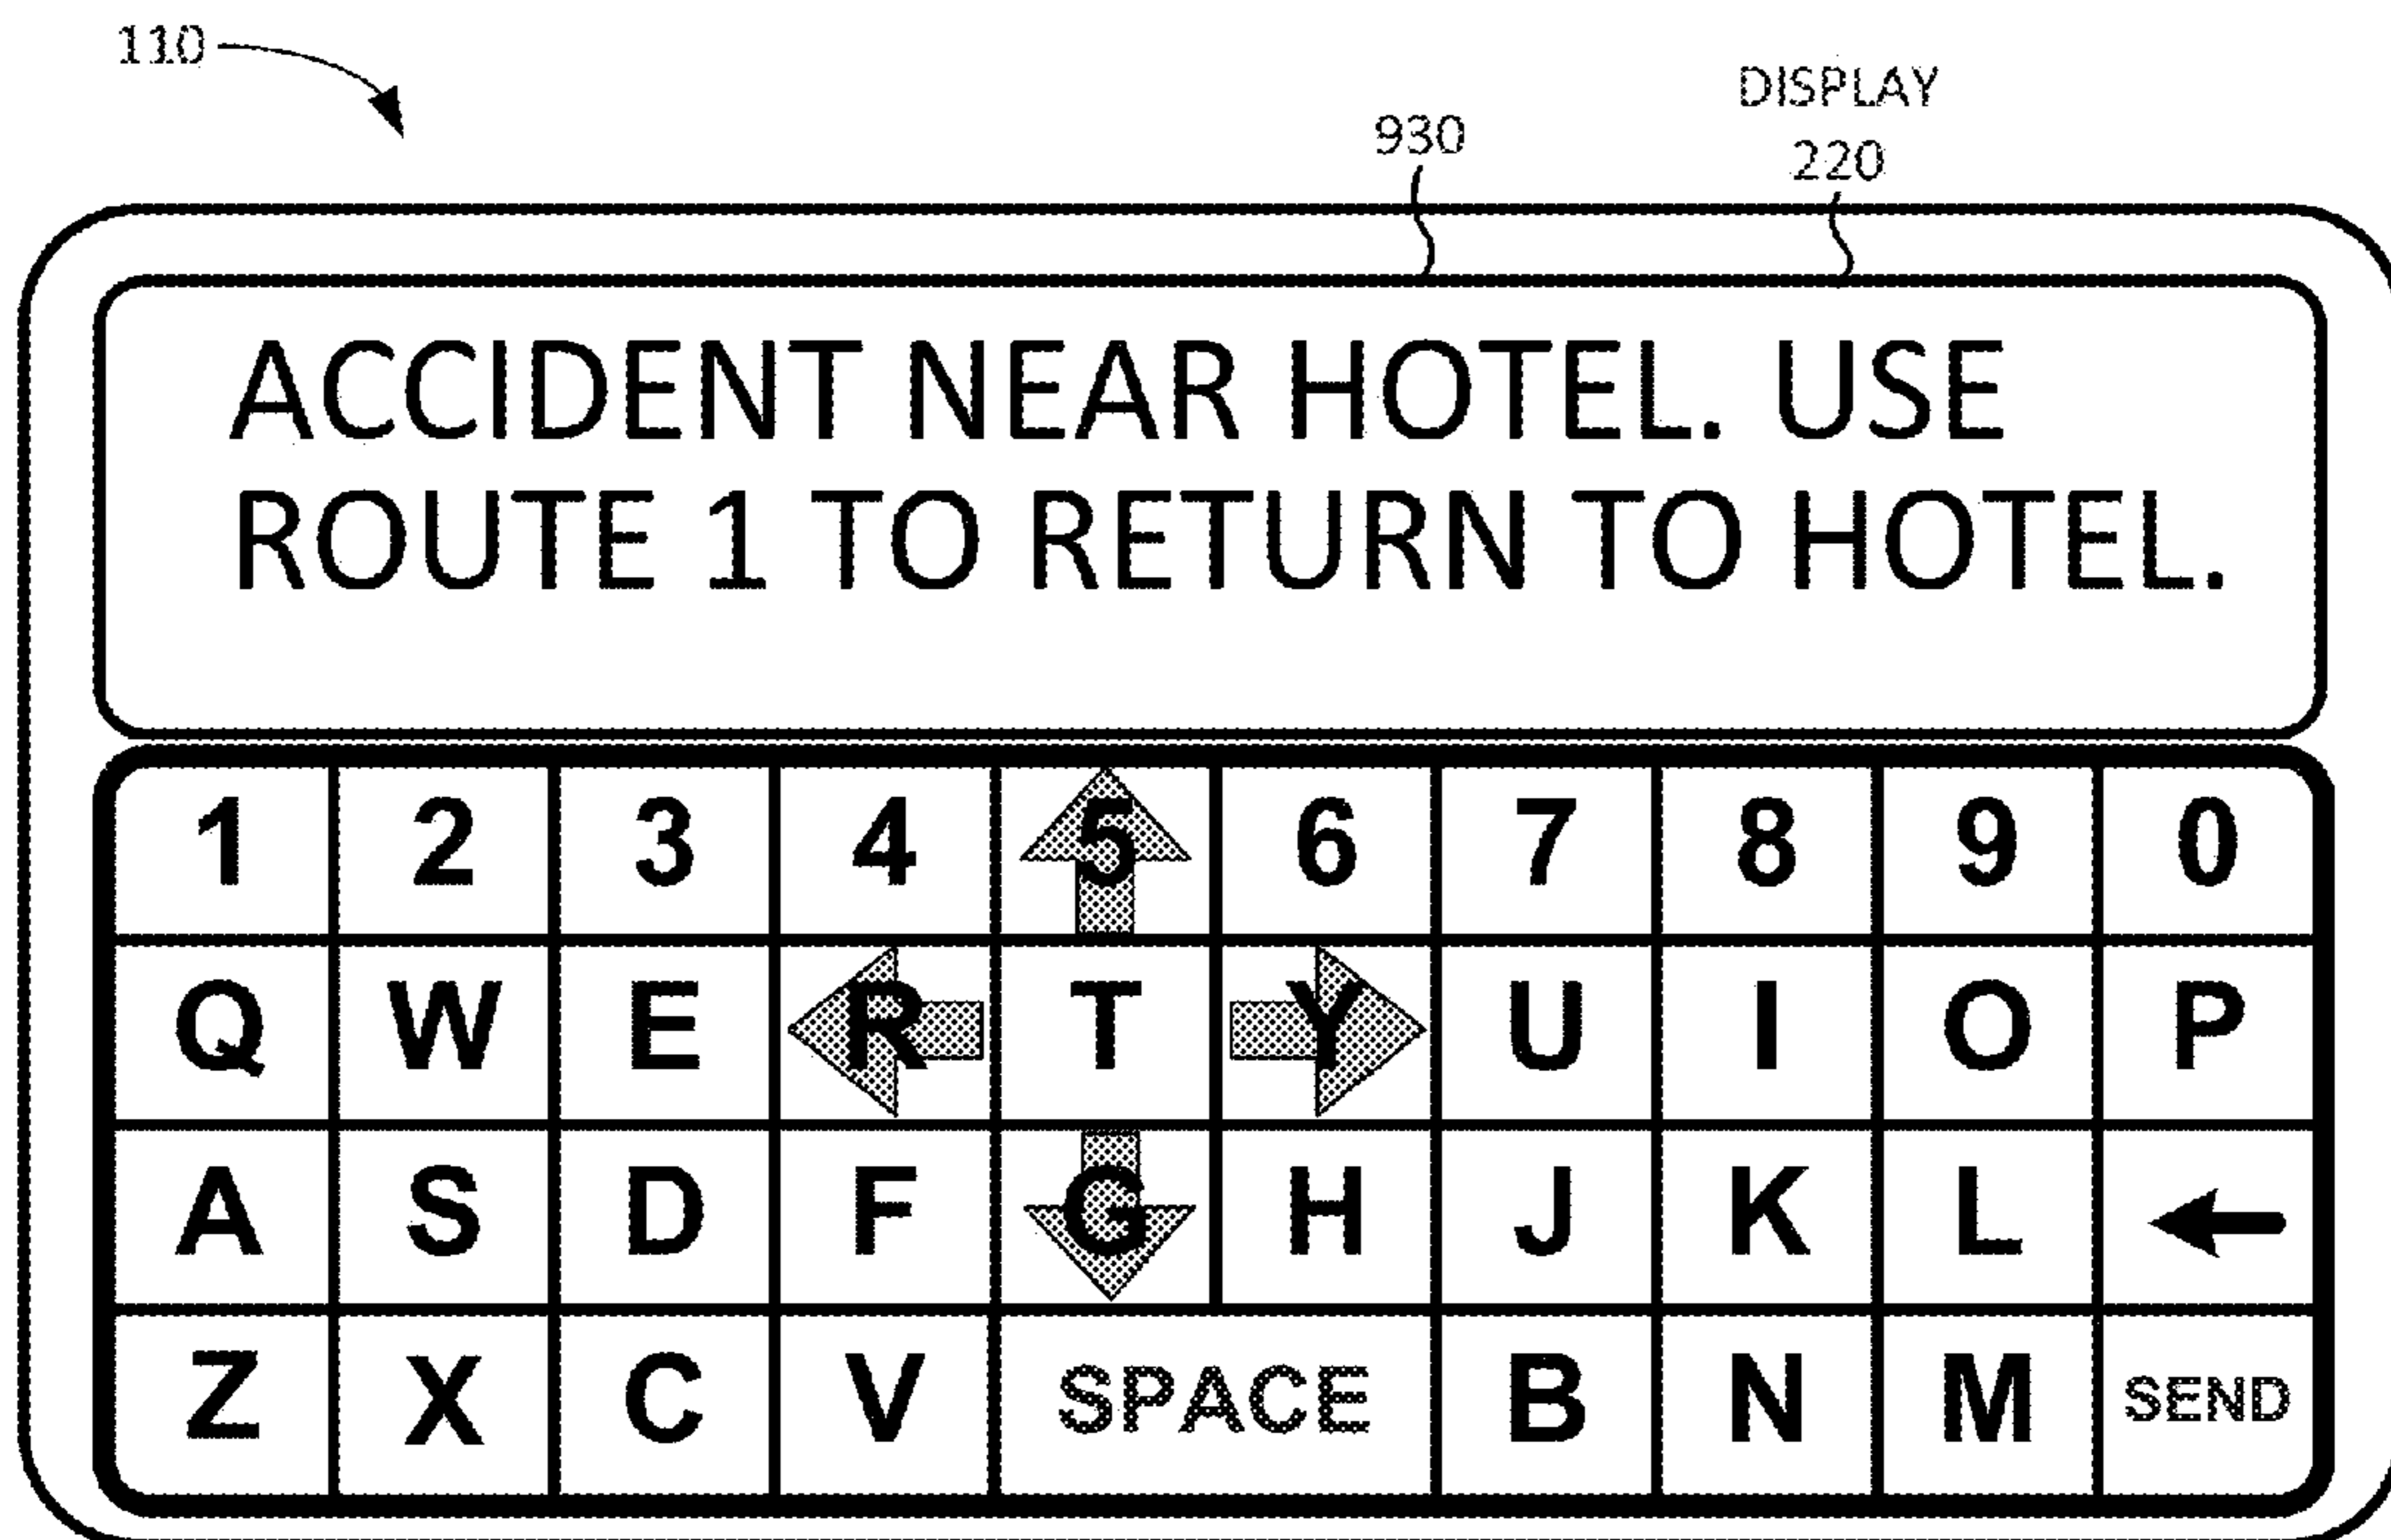 110
930
DISPLAY
220
ACCIDENT NEAR HOTEL. USE
ROUTE 1 TO RETURN TO HOTEL.
1 2 3 4 5 6 7 8 9 0
Q W E R T Y U I O P
A S D F G H J K L
Z X C V SPACE B N M SEND